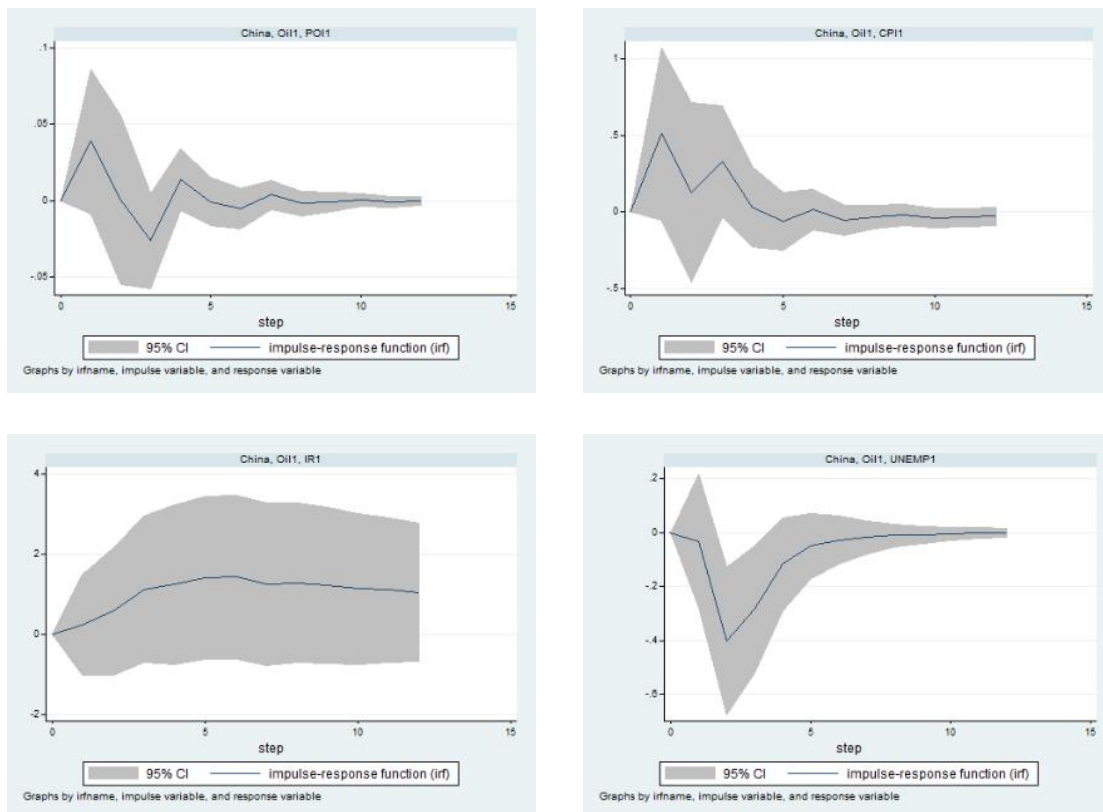 China, Oil1, POI1
.1
.05
0
-.05
0 5 10 15
step
95% CI impulse-response function (irf)
Graphs by irfname, impulse variable, and response variable
China, Oil1, CPI1
1
.5
0
-.5
0 5 10 15
step
95% CI impulse-response function (irf)
Graphs by irfname, impulse variable, and response variable
China, Oil1, IR1
4
2
0
-2
0 5 10 15
step
95% CI impulse-response function (irf)
Graphs by irfname, impulse variable, and response variable
China, Oil1, UNEMP1
.2
0
-.2
-.4
-.6
0 5 10 15
step
95% CI impulse-response function (irf)
Graphs by irfname, impulse variable, and response variable